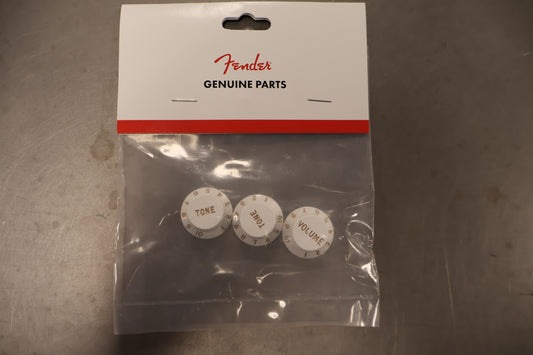 Fender
GENUINE PARTS
TONE
TONE
VOLUME